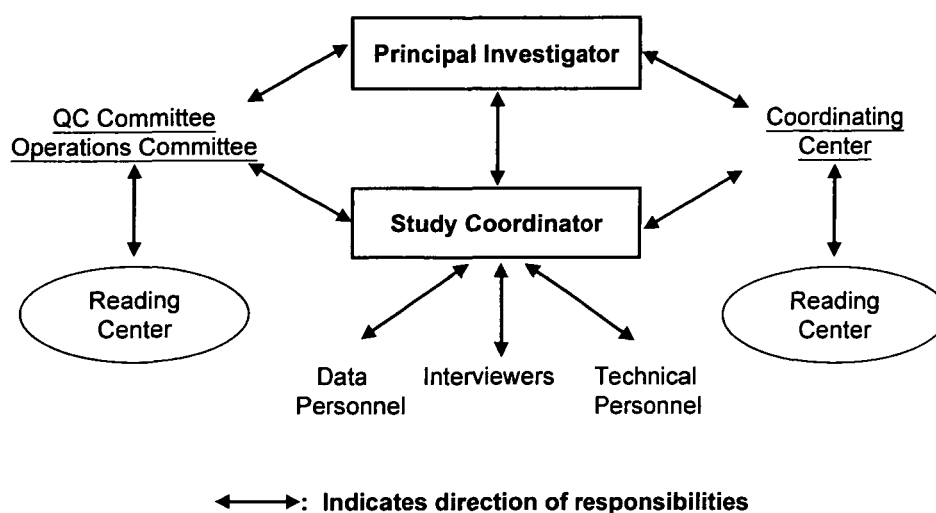 Principal Investigator
QC Committee
Operations Committee
Coordinating
Center
Study Coordinator
Reading
Center
Reading
Center
Data
Personnel
Interviewers
Technical
Personnel
: Indicates direction of responsibilities